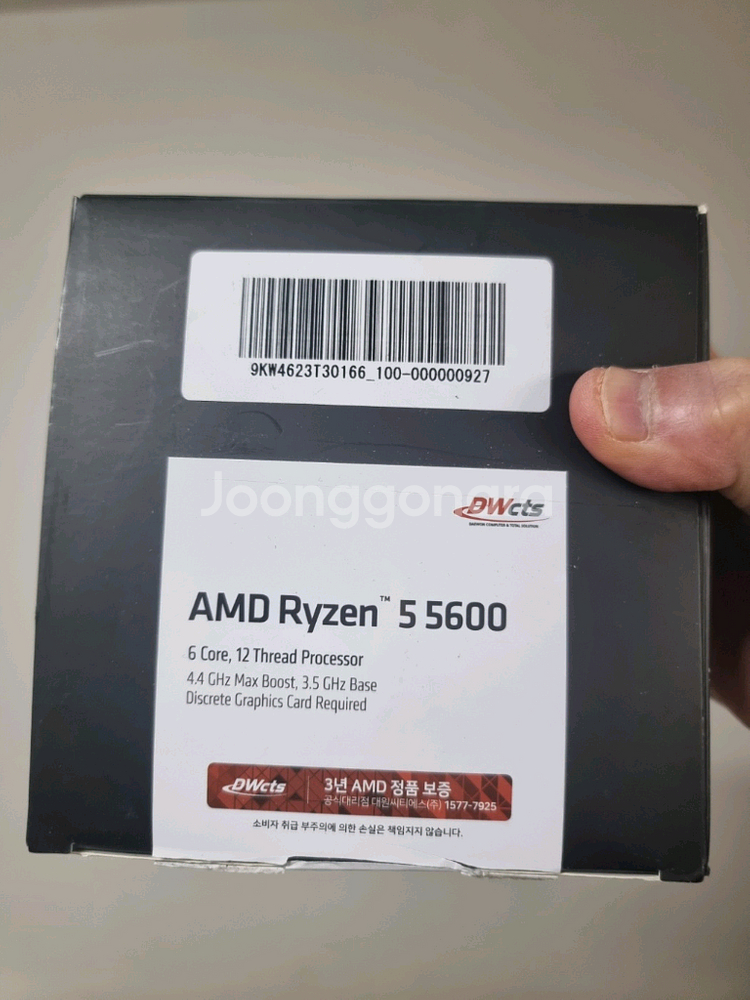 9KW4623T30166_100-000000927
Joonggonara
DWcts
DAEWON COMPUTER & TOTAL SOLUTION
AMD Ryzen™ 5 5600
6 Core, 12 Thread Processor
4.4 GHz Max Boost, 3.5 GHz Base
Discrete Graphics Card Required
DWcts
3년 AMD 정품 보증
공식대리점 대원씨티에스(주) 1577-7925
소비자 취급 부주의에 의한 손실은 책임지지 않습니다.